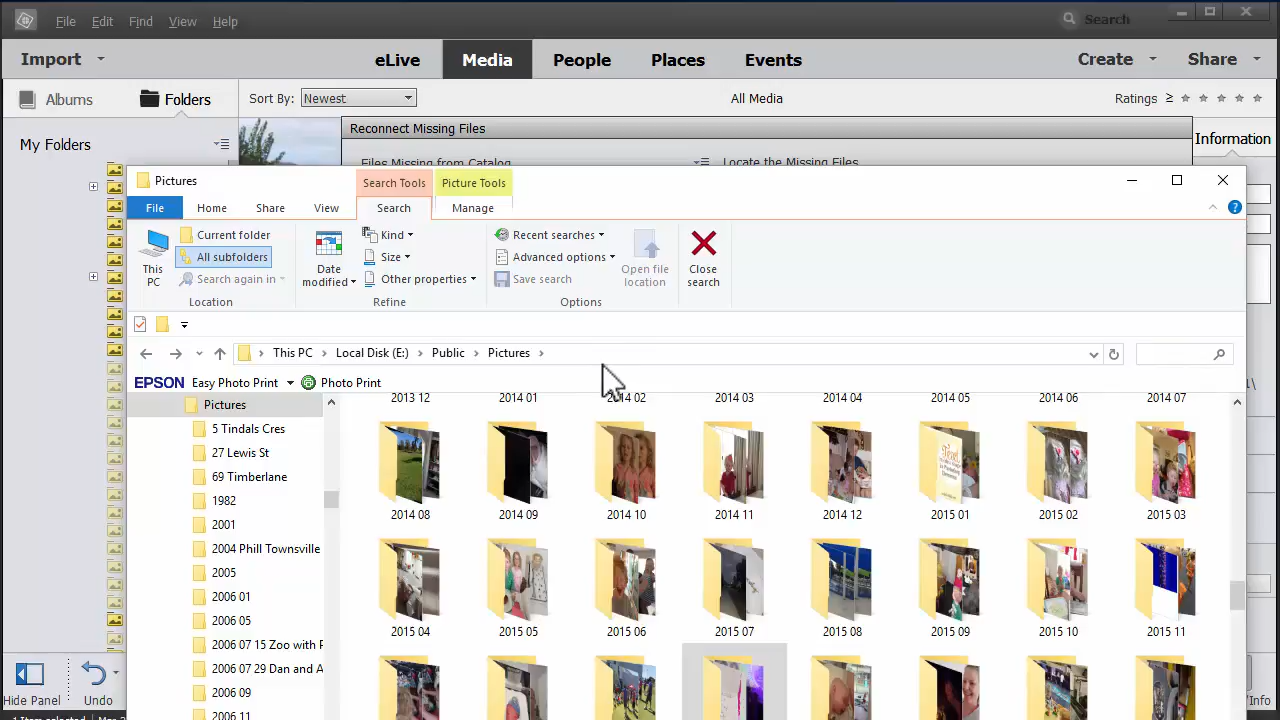 File Edit Find View Help
Search
Import eLive Media People Places Events Create Share
Albums Folders Sort By: Newest All Media Ratings ≥
My Folders Reconnect Missing Files Information
Files Missing from Catalog Locate the Missing Files
Pictures Search Tools Picture Tools
File Home Share View Search Manage
This PC
Current folder
All subfolders
Search again in
Location
Date modified
Kind
Size
Other properties
Refine
Recent searches
Advanced options
Save search
Open file location
Options
Close search
This PC Local Disk (E:) Public Pictures
EPSON Easy Photo Print Photo Print
Pictures
5 Tindals Cres
27 Lewis St
69 Timberlane
1982
2001
2004 Phill Townsville
2005
2006 01
2006 05
2006 07 15 Zoo with
2006 07 29 Dan and A
2006 09
2006 11
2013 12 2014 01 2014 02 2014 03 2014 04 2014 05 2014 06 2014 07
2014 08 2014 09 2014 10 2014 11 2014 12 2015 01 2015 02 2015 03
2015 04 2015 05 2015 06 2015 07 2015 08 2015 09 2015 10 2015 11
Hide Panel Undo